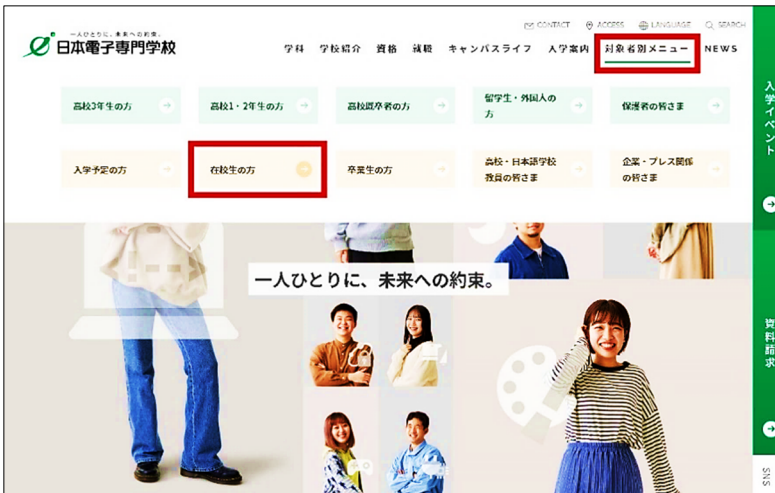 一人ひとりに、未来への約束。
日本電子専門学校
CONTACT
ACCESS
LANGUAGE
SEARCH
学科
学校紹介
資格
就職
キャンパスライフ
入学案内
対象者別メニュー
NEWS
高校3年生の方
高校1・2年生の方
高校既卒者の方
留学生・外国人の
方
保護者の皆さま
入学予定の方
在校生の方
卒業生の方
高校・日本語学校
教員の皆さま
企業・プレス関係
の皆さま
一人ひとりに、未来への約束。
入学イベント
資料請求
SNS